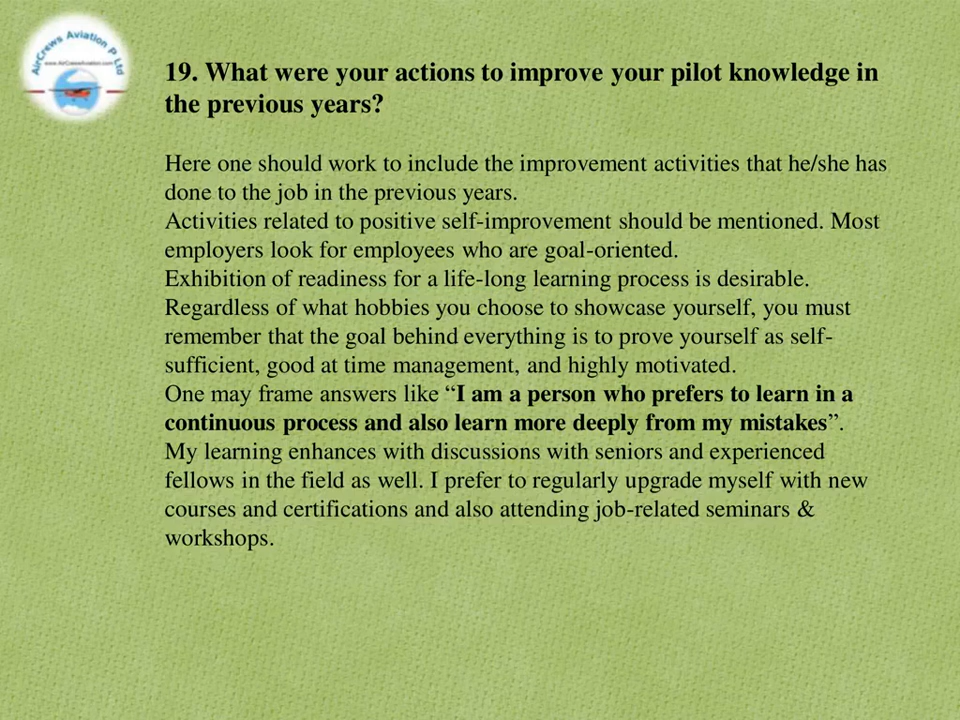 AirCrews Aviation P Ltd
www.AirCrewsAviation.com
19. What were your actions to improve your pilot knowledge in
the previous years?
Here one should work to include the improvement activities that he/she has
done to the job in the previous years.
Activities related to positive self-improvement should be mentioned. Most
employers look for employees who are goal-oriented.
Exhibition of readiness for a life-long learning process is desirable.
Regardless of what hobbies you choose to showcase yourself, you must
remember that the goal behind everything is to prove yourself as self-
sufficient, good at time management, and highly motivated.
One may frame answers like “I am a person who prefers to learn in a
continuous process and also learn more deeply from my mistakes”.
My learning enhances with discussions with seniors and experienced
fellows in the field as well. I prefer to regularly upgrade myself with new
courses and certifications and also attending job-related seminars &
workshops.